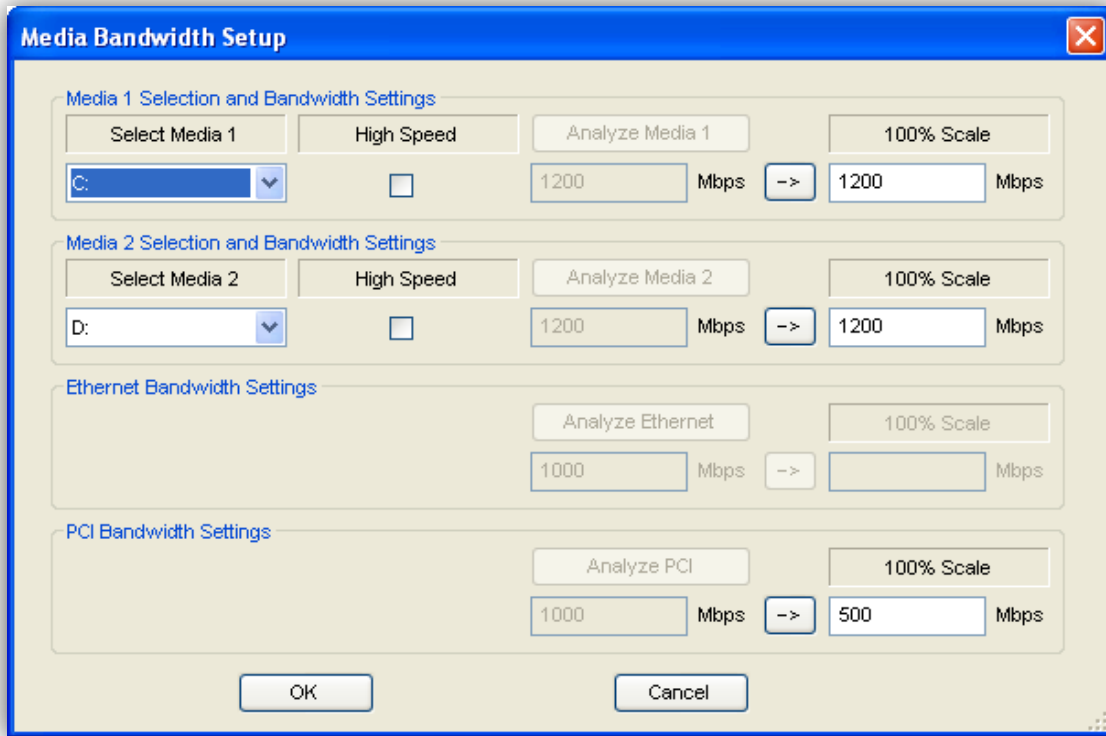 Media Bandwidth Setup
Media 1 Selection and Bandwidth Settings
Select Media 1 High Speed Analyze Media 1 100% Scale
C: 1200 Mbps -> 1200 Mbps
Media 2 Selection and Bandwidth Settings
Select Media 2 High Speed Analyze Media 2 100% Scale
D: 1200 Mbps -> 1200 Mbps
Ethernet Bandwidth Settings
Analyze Ethernet 100% Scale
1000 Mbps -> Mbps
PCI Bandwidth Settings
Analyze PCI 100% Scale
1000 Mbps -> 500 Mbps
OK Cancel